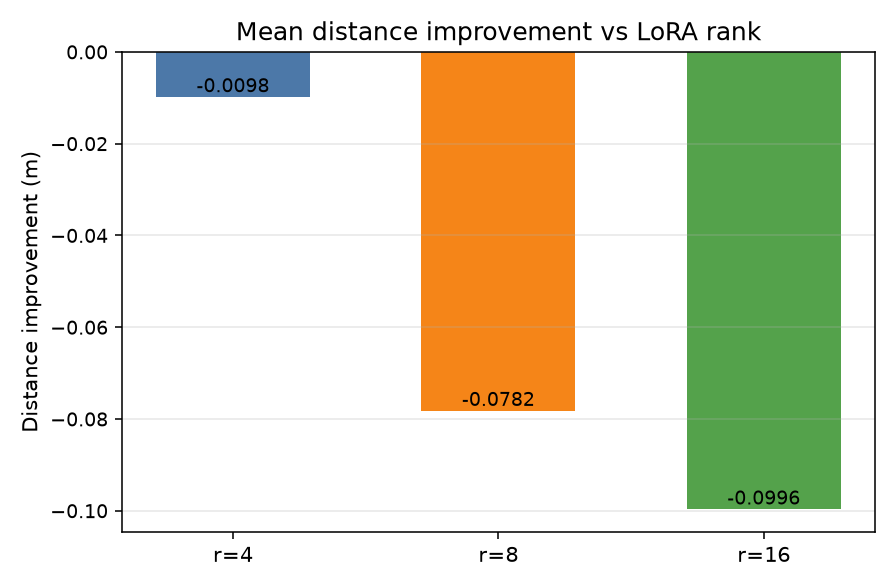 Mean distance improvement vs LoRA rank
Distance improvement (m)
0.00
−0.02
−0.04
−0.06
−0.08
−0.10
-0.0098
-0.0782
-0.0996
r=4
r=8
r=16